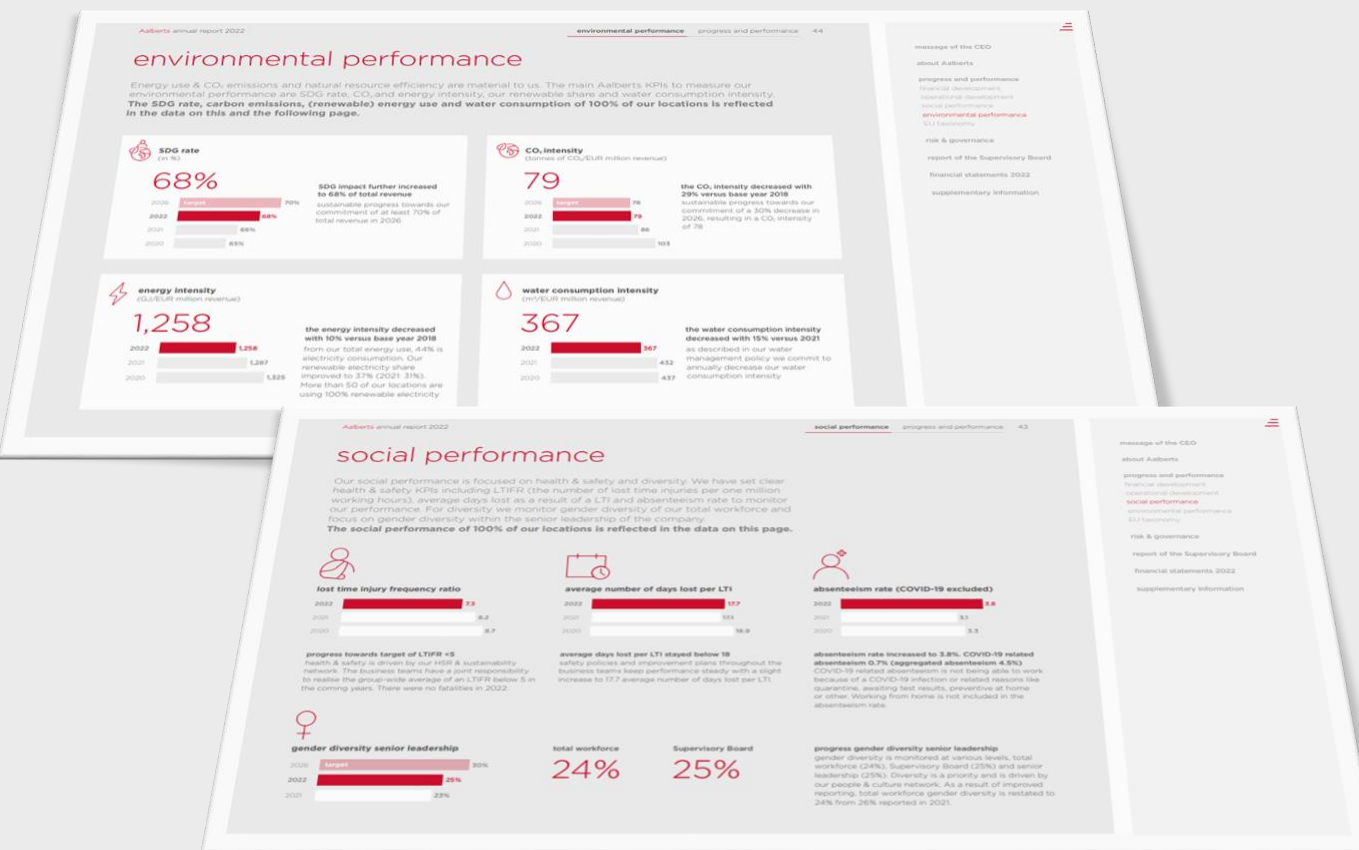 Aalberts annual report 2022
environmental performance progress and performance 44
environmental performance
Energy use & CO₂ emissions and natural resource efficiency are material to us. The main Aalberts KPIs to measure our
environmental performance are SDG rate, CO₂ and energy intensity, our renewable share and water consumption intensity.
The SDG rate, carbon emissions, (renewable) energy use and water consumption of 100% of our locations is reflected
in the data on this and the following page.
SDG rate
(in %)
68%
2026 target 70%
2022 68%
2021 66%
2020 65%
SDG impact further increased
to 68% of total revenue
sustainable progress towards our
commitment of at least 70% of
total revenue in 2026
CO₂ intensity
(tonnes of CO₂/EUR million revenue)
79
2026 target 78
2022 79
2021 88
2020 103
the CO₂ intensity decreased with
29% versus base year 2018
sustainable progress towards our
commitment of a 30% decrease in
2026, resulting in a CO₂ intensity
of 78
energy intensity
(GJ/EUR million revenue)
1,258
2022 1,258
2021 1,287
2020 1,325
the energy intensity decreased
with 10% versus base year 2018
from our total energy use, 44% is
electricity consumption. Our
renewable electricity share
improved to 37% (2021: 31%).
More than 50 of our locations are
using 100% renewable electricity
water consumption intensity
(m³/EUR million revenue)
367
2022 367
2021 432
2020 437
the water consumption intensity
decreased with 15% versus 2021
as described in our water
management policy we commit to
annually decrease our water
consumption intensity
message of the CEO
about Aalberts
progress and performance
financial development
operational development
social performance
environmental performance
EU taxonomy
risk & governance
report of the Supervisory Board
financial statements 2022
supplementary information
Aalberts annual report 2022
social performance progress and performance 43
social performance
Our social performance is focused on health & safety and diversity. We have set clear
health & safety KPIs including LTIFR (the number of lost time injuries per one million
working hours), average days lost as a result of a LTI and absenteeism rate to monitor
our performance. For diversity we monitor gender diversity of our total workforce and
focus on gender diversity within the senior leadership of the company.
The social performance of 100% of our locations is reflected in the data on this page.
lost time injury frequency ratio
2022 7.3
2021 8.2
2020 8.7
progress towards target of LTIFR <5
health & safety is driven by our HSR & sustainability
network. The business teams have a joint responsibility
to realise the group-wide average of an LTIFR below 5 in
the coming years. There were no fatalities in 2022.
average number of days lost per LTI
2022 17.7
2021 17.1
2020 18.9
average days lost per LTI stayed below 18
safety policies and improvement plans throughout the
business teams keep performance steady with a slight
increase to 17.7 average number of days lost per LTI
absenteeism rate (COVID-19 excluded)
2022 3.8
2021 3.1
2020 3.3
absenteeism rate increased to 3.8%. COVID-19 related
absenteeism 0.7% (aggregated absenteeism 4.5%)
COVID-19 related absenteeism is not being able to work
because of a COVID-19 infection or related reasons like
quarantine, awaiting test results, preventive at home
or other. Working from home is not included in the
absenteeism rate.
gender diversity senior leadership
2026 target 30%
2022 25%
2021 23%
total workforce
24%
Supervisory Board
25%
progress gender diversity senior leadership
gender diversity is monitored at various levels, total
workforce (24%), Supervisory Board (25%) and senior
leadership (25%). Diversity is a priority and is driven by
our people & culture network. As a result of improved
reporting, total workforce gender diversity is restated to
24% from 26% reported in 2021.
message of the CEO
about Aalberts
progress and performance
financial development
operational development
social performance
environmental performance
EU taxonomy
risk & governance
report of the Supervisory Board
financial statements 2022
supplementary information